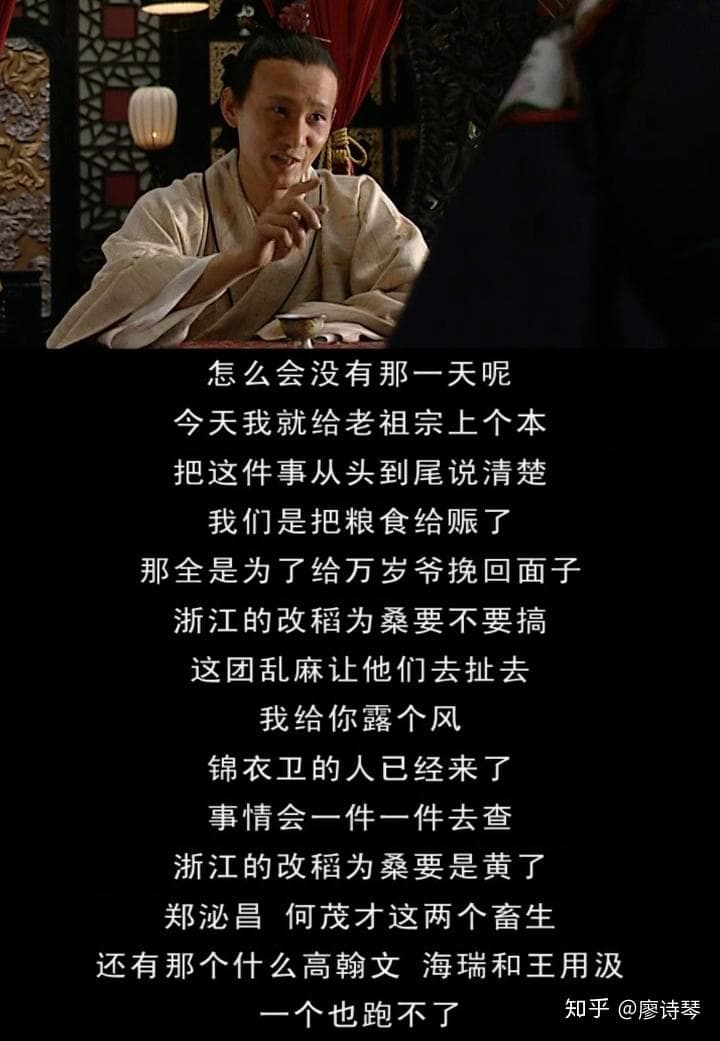 怎么会没有那一天呢
今天我就给老祖宗上个本
把这件事从头到尾说清楚
我们是把粮食给赈了
那全是为了给万岁爷挽回面子
浙江的改稻为桑要不要搞
这团乱麻让他们去扯去
我给你露个风
锦衣卫的人已经来了
事情会一件一件去查
浙江的改稻为桑要是黄了
郑泌昌 何茂才这两个畜生
还有那个什么高翰文 海瑞和王用汲
一个也跑不了
知乎 @廖诗琴